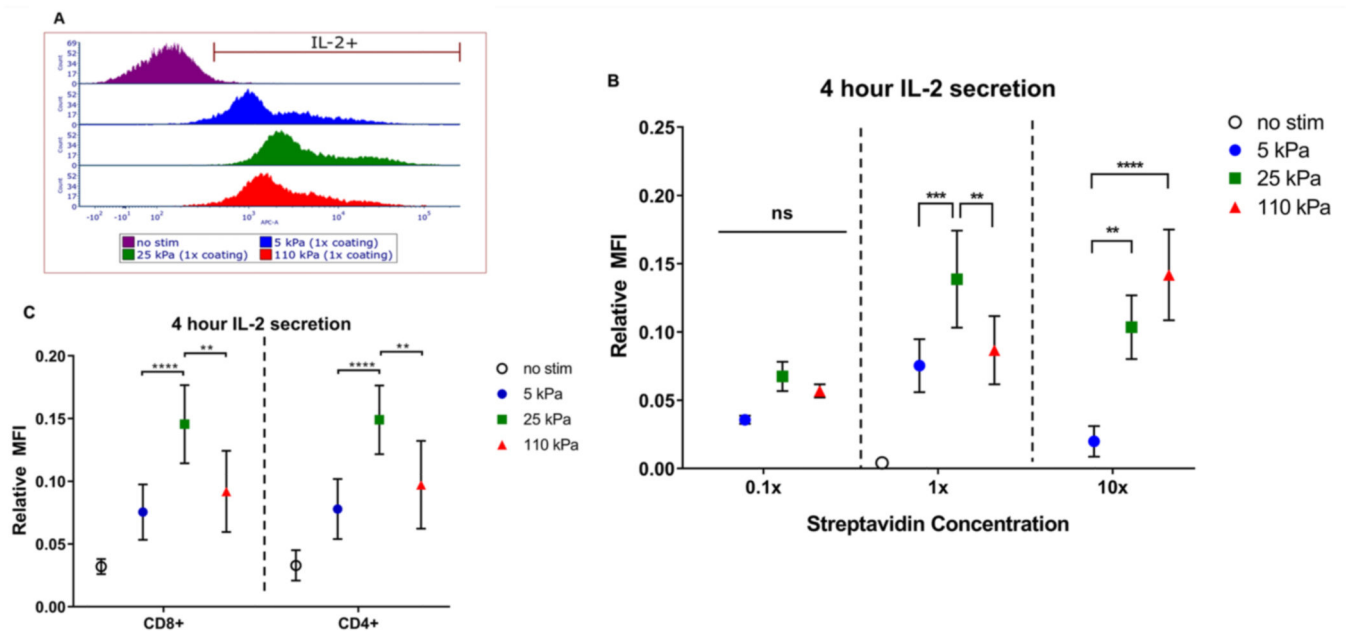 A
IL-2+
69
52
34
17
0
Count
52
34
17
0
Count
52
34
17
0
Count
52
34
17
0
Count
-10² -10¹ 10² 10³ 10⁴ 10⁵
APC-A
no stim 5 kPa (1x coating)
25 kPa (1x coating) 110 kPa (1x coating)
B
4 hour IL-2 secretion
0.25
0.20
0.15
0.10
0.05
0.00
Relative MFI
ns
*** **
****
**
0.1x 1x 10x
Streptavidin Concentration
no stim
5 kPa
25 kPa
110 kPa
C
4 hour IL-2 secretion
0.20
0.15
0.10
0.05
0.00
Relative MFI
**** **
**** **
CD8+ CD4+
no stim
5 kPa
25 kPa
110 kPa